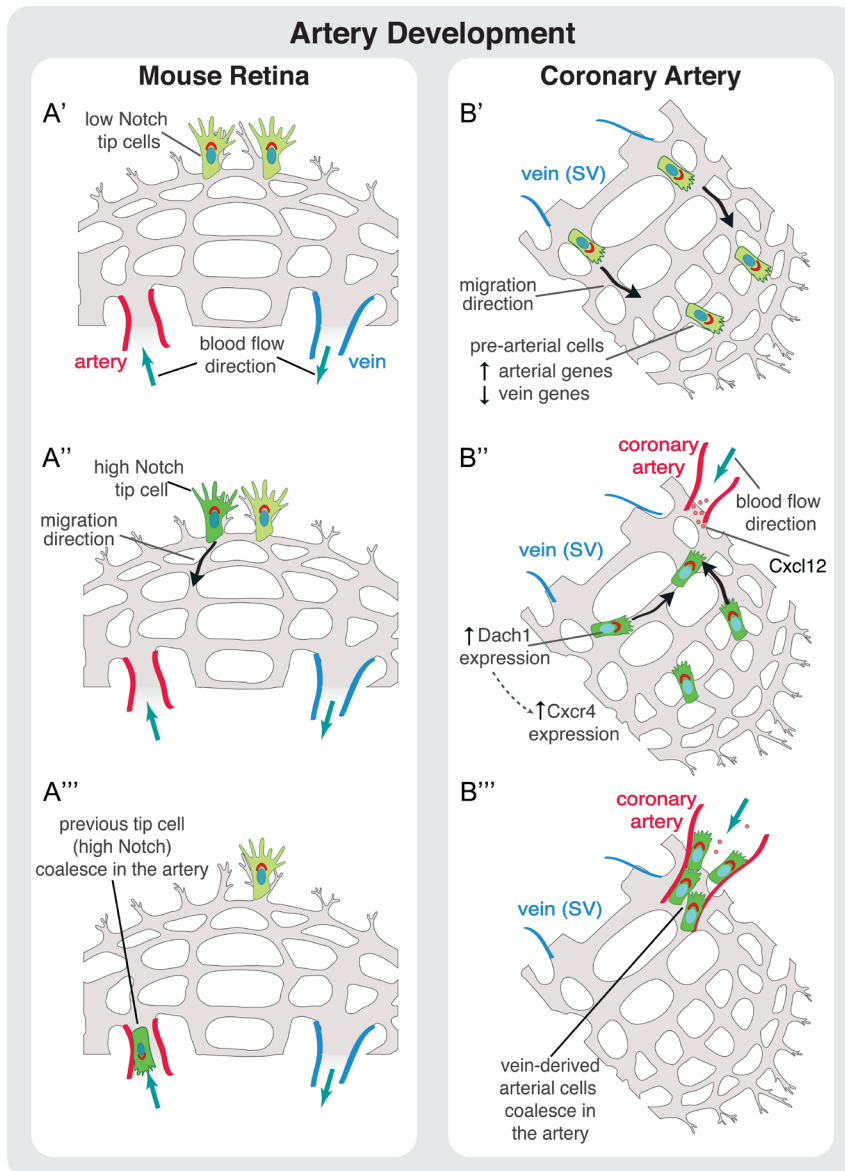 Artery Development
Mouse Retina
A’
low Notch
tip cells
artery
blood flow
direction
vein
A’’
high Notch
tip cell
migration
direction
A’’’
previous tip cell
(high Notch)
coalesce in the artery
Coronary Artery
B’
vein (SV)
migration
direction
pre-arterial cells
↑ arterial genes
↓ vein genes
B’’
coronary
artery
blood flow
direction
vein (SV)
Cxcl12
↑Dach1
expression
↑Cxcr4
expression
B’’’
coronary
artery
vein (SV)
vein-derived
arterial cells
coalesce in
the artery